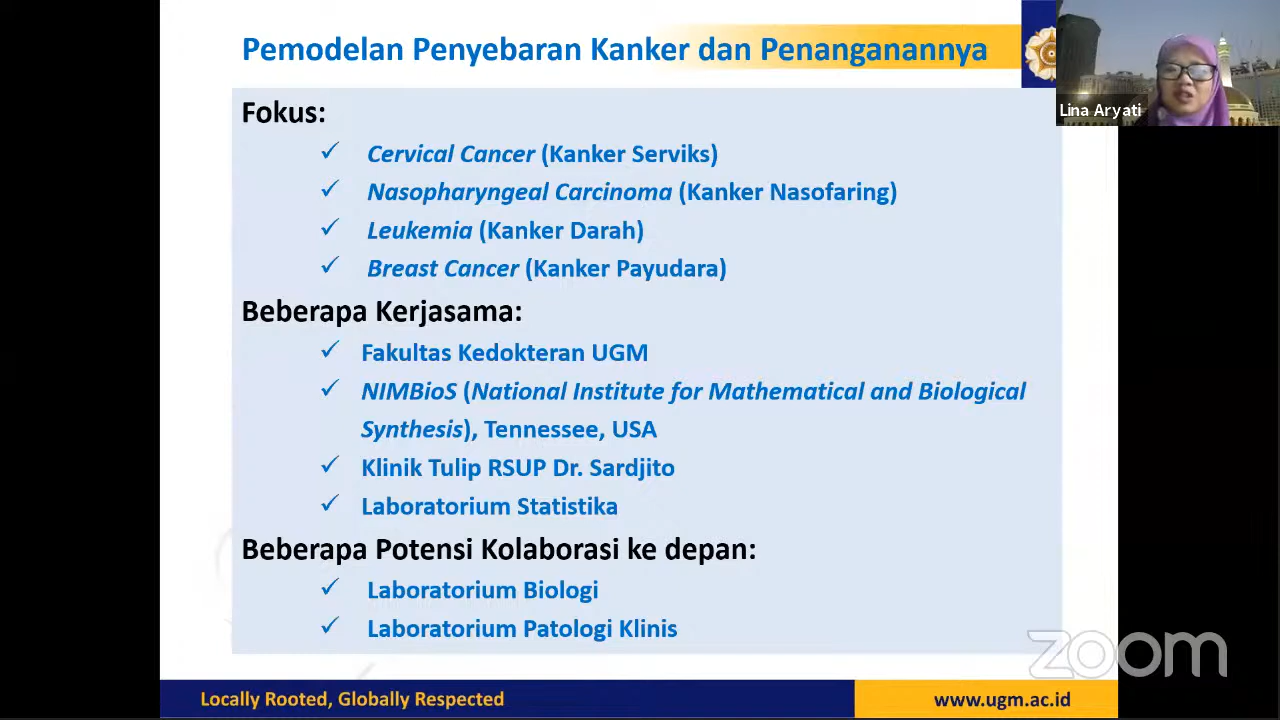 Pemodelan Penyebaran Kanker dan Penanganannya
Lina Aryati
Fokus:
✓ Cervical Cancer (Kanker Serviks)
✓ Nasopharyngeal Carcinoma (Kanker Nasofaring)
✓ Leukemia (Kanker Darah)
✓ Breast Cancer (Kanker Payudara)
Beberapa Kerjasama:
✓ Fakultas Kedokteran UGM
✓ NIMBioS (National Institute for Mathematical and Biological
Synthesis), Tennessee, USA
✓ Klinik Tulip RSUP Dr. Sardjito
✓ Laboratorium Statistika
Beberapa Potensi Kolaborasi ke depan:
✓ Laboratorium Biologi
✓ Laboratorium Patologi Klinis
zoom
Locally Rooted, Globally Respected
www.ugm.ac.id